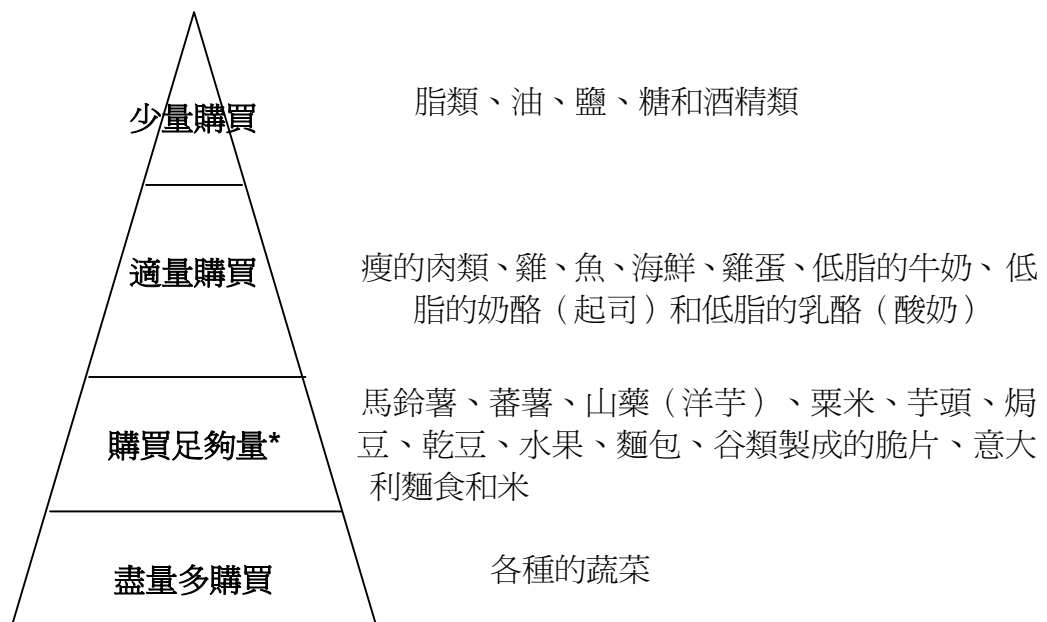 少量購買
脂類、油、鹽、糖和酒精類
適量購買
瘦的肉類、雞、魚、海鮮、雞蛋、低脂的牛奶、低
脂的奶酪（起司）和低脂的乳酪（酸奶）
購買足夠量*
馬鈴薯、蕃薯、山藥（洋芋）、粟米、芋頭、焗
豆、乾豆、水果、麵包、谷類製成的脆片、意大
利麵食和米
盡量多購買
各種的蔬菜